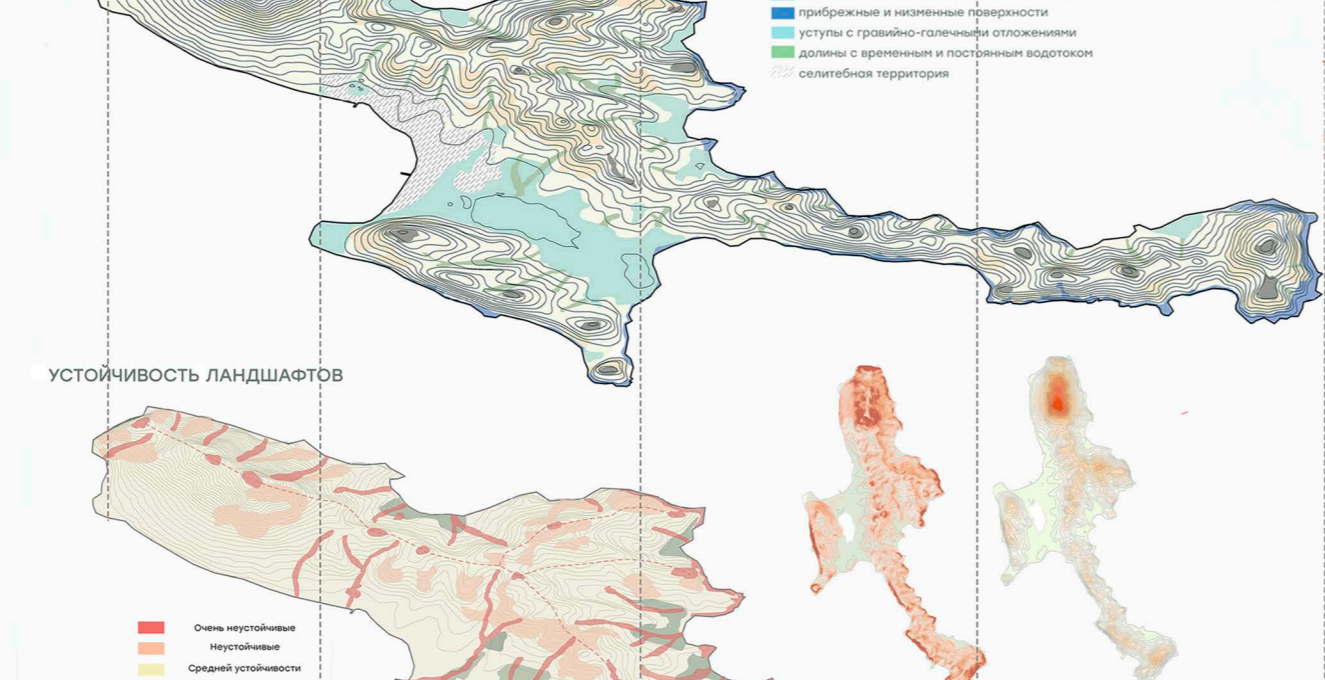 прибрежные и низменные поверхности
уступы с гравийно-галечными отложениями
долины с временным и постоянным водотоком
селитебная территория
УСТОЙЧИВОСТЬ ЛАНДШАФТОВ
Очень неустойчивые
Неустойчивые
Средней устойчивости